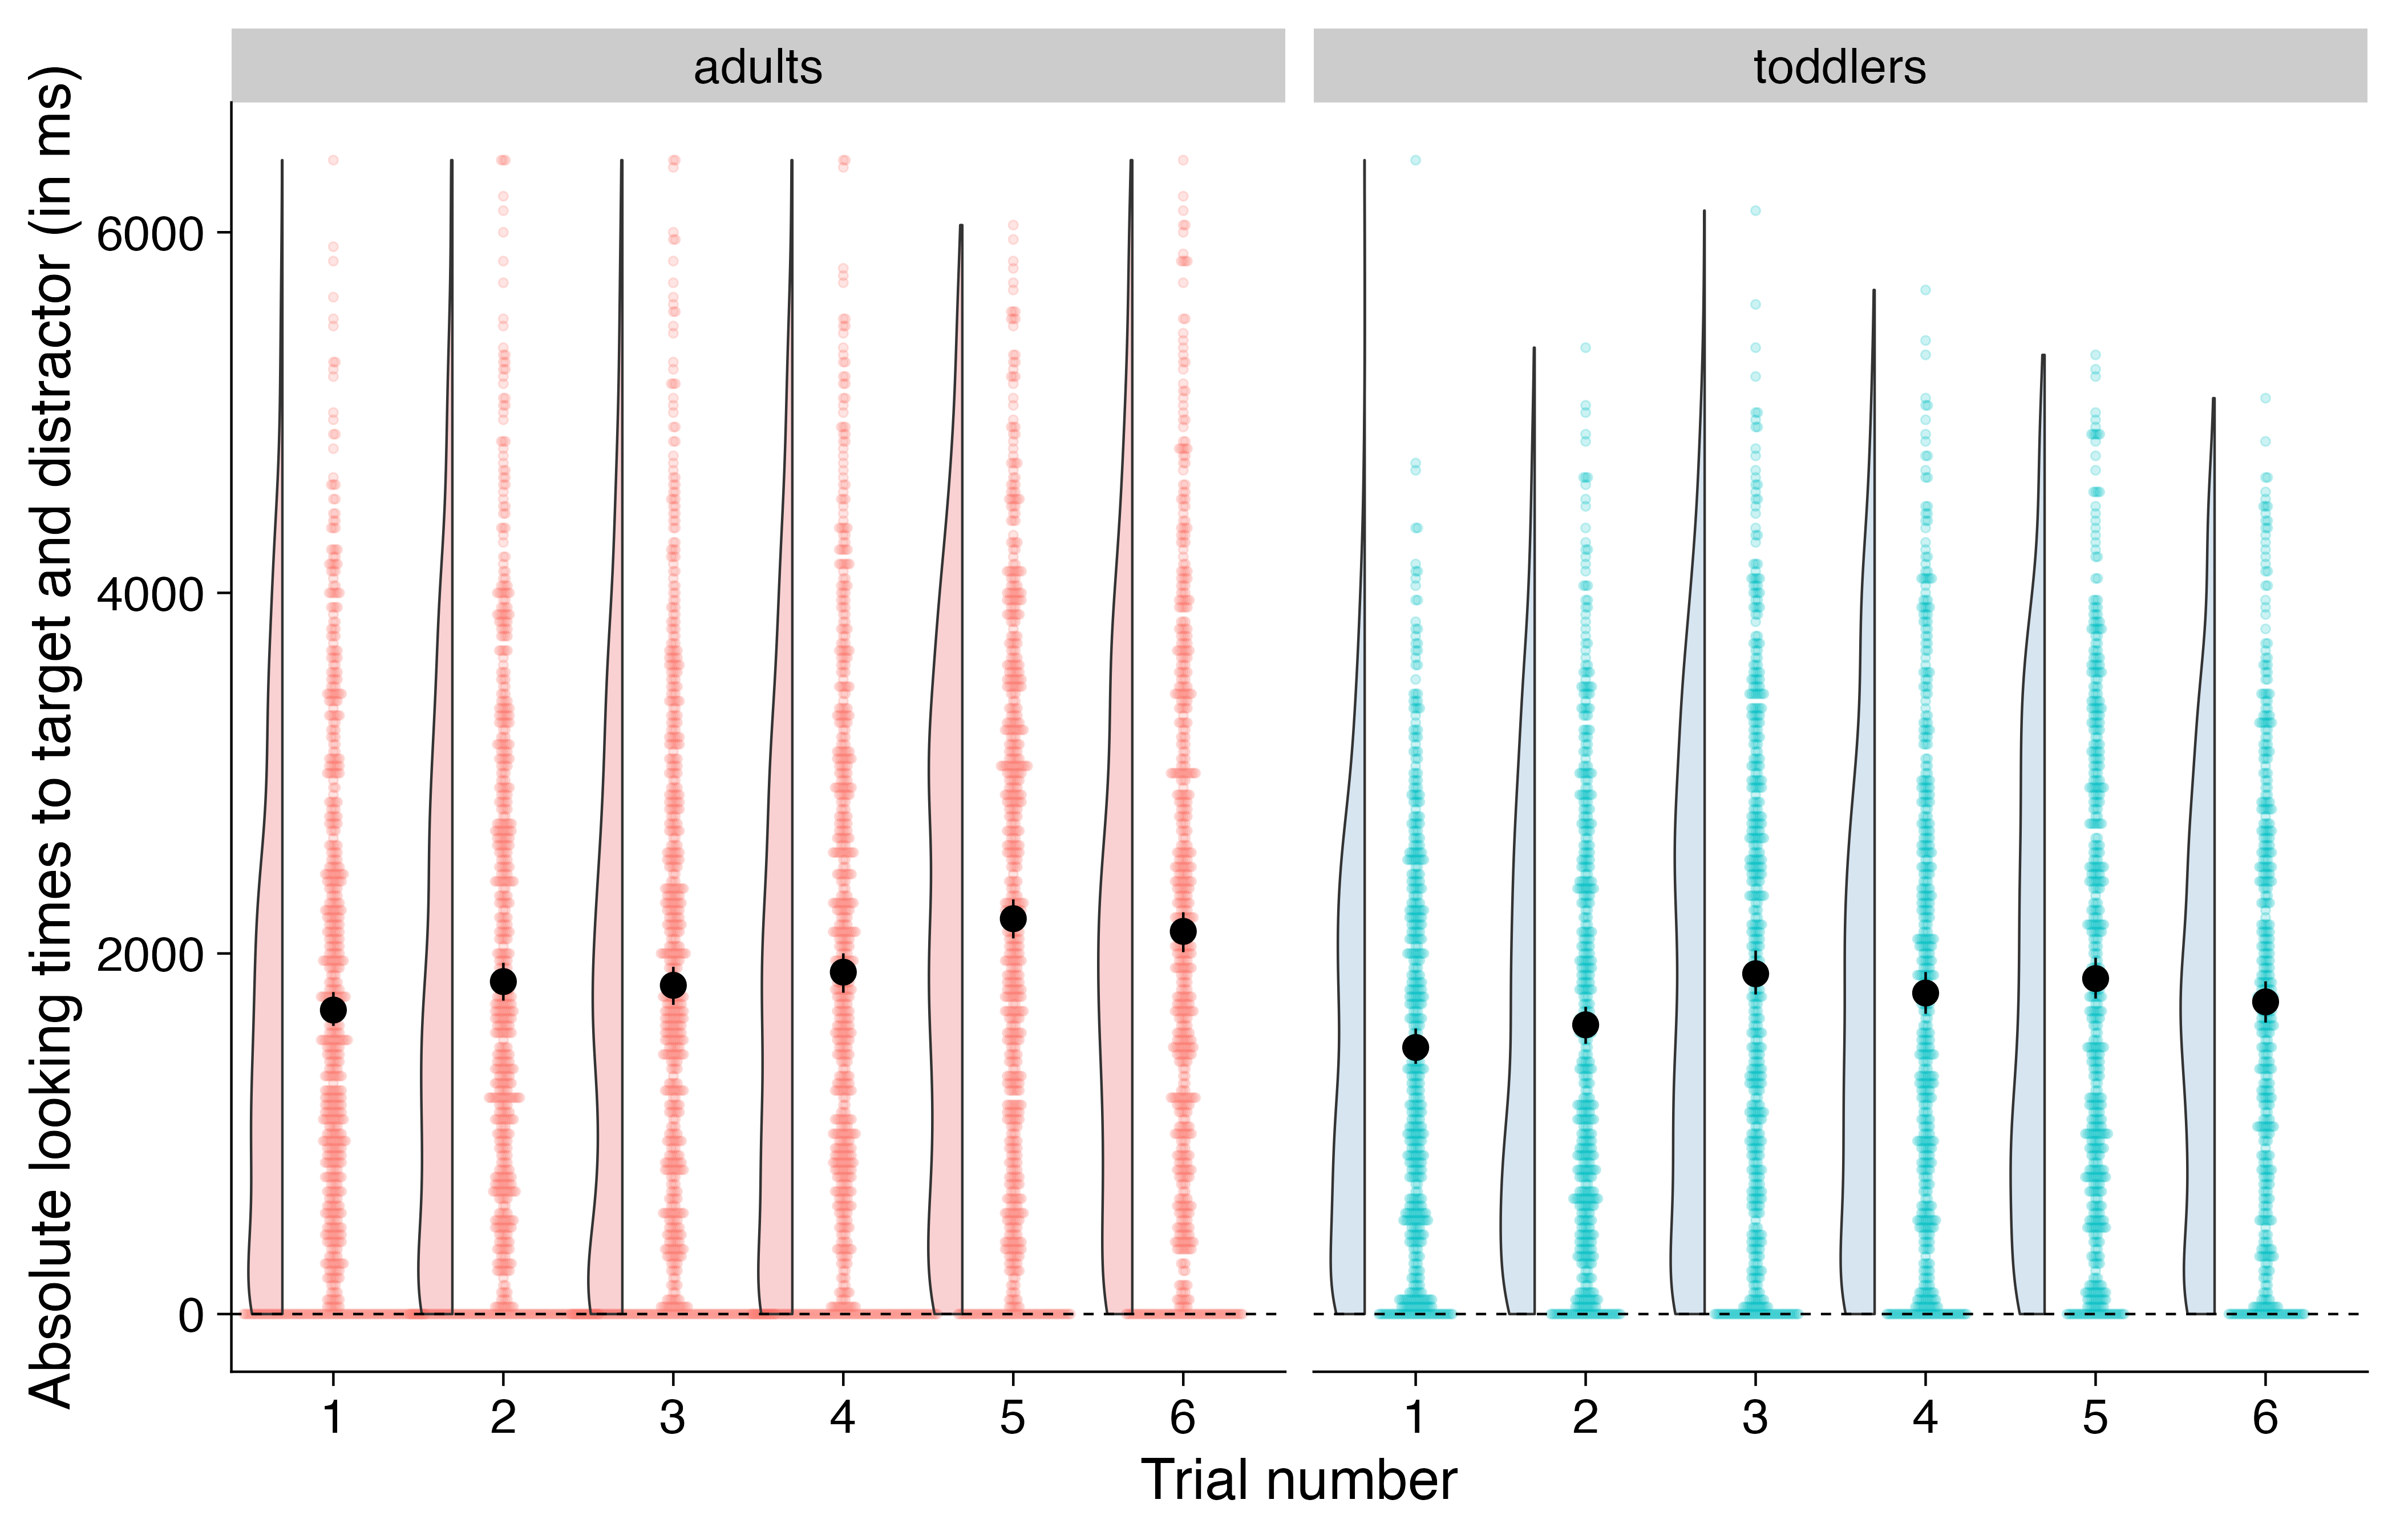 adults
toddlers
Absolute looking times to target and distractor (in ms)
6000
4000
2000
0
1 2 3 4 5 6
1 2 3 4 5 6
Trial number